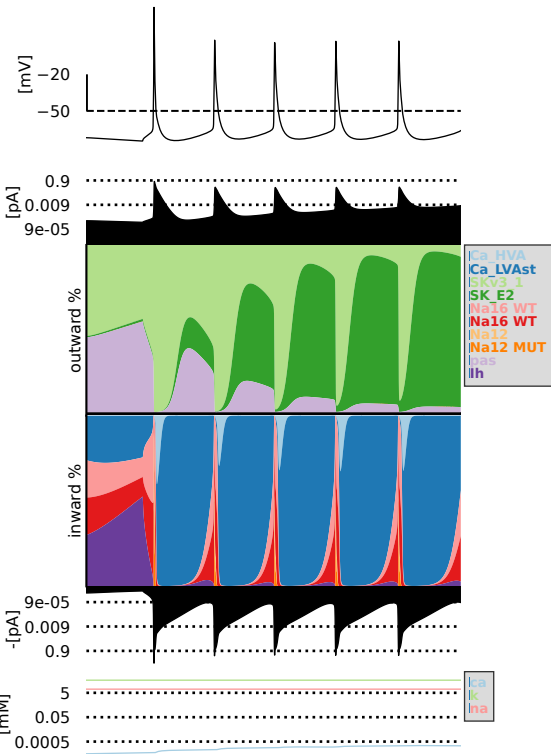 [mV]
−20
−50
[pA]
0.9
0.009
9e-05
outward %
Ca_HVA
Ca_LVAst
SKv3_1
SK_E2
Na16 WT
Na16 WT
Na12
Na12 MUT
pas
Ih
inward %
-[pA]
9e-05
0.009
0.9
[mM]
5
0.05
0.0005
ca
k
na